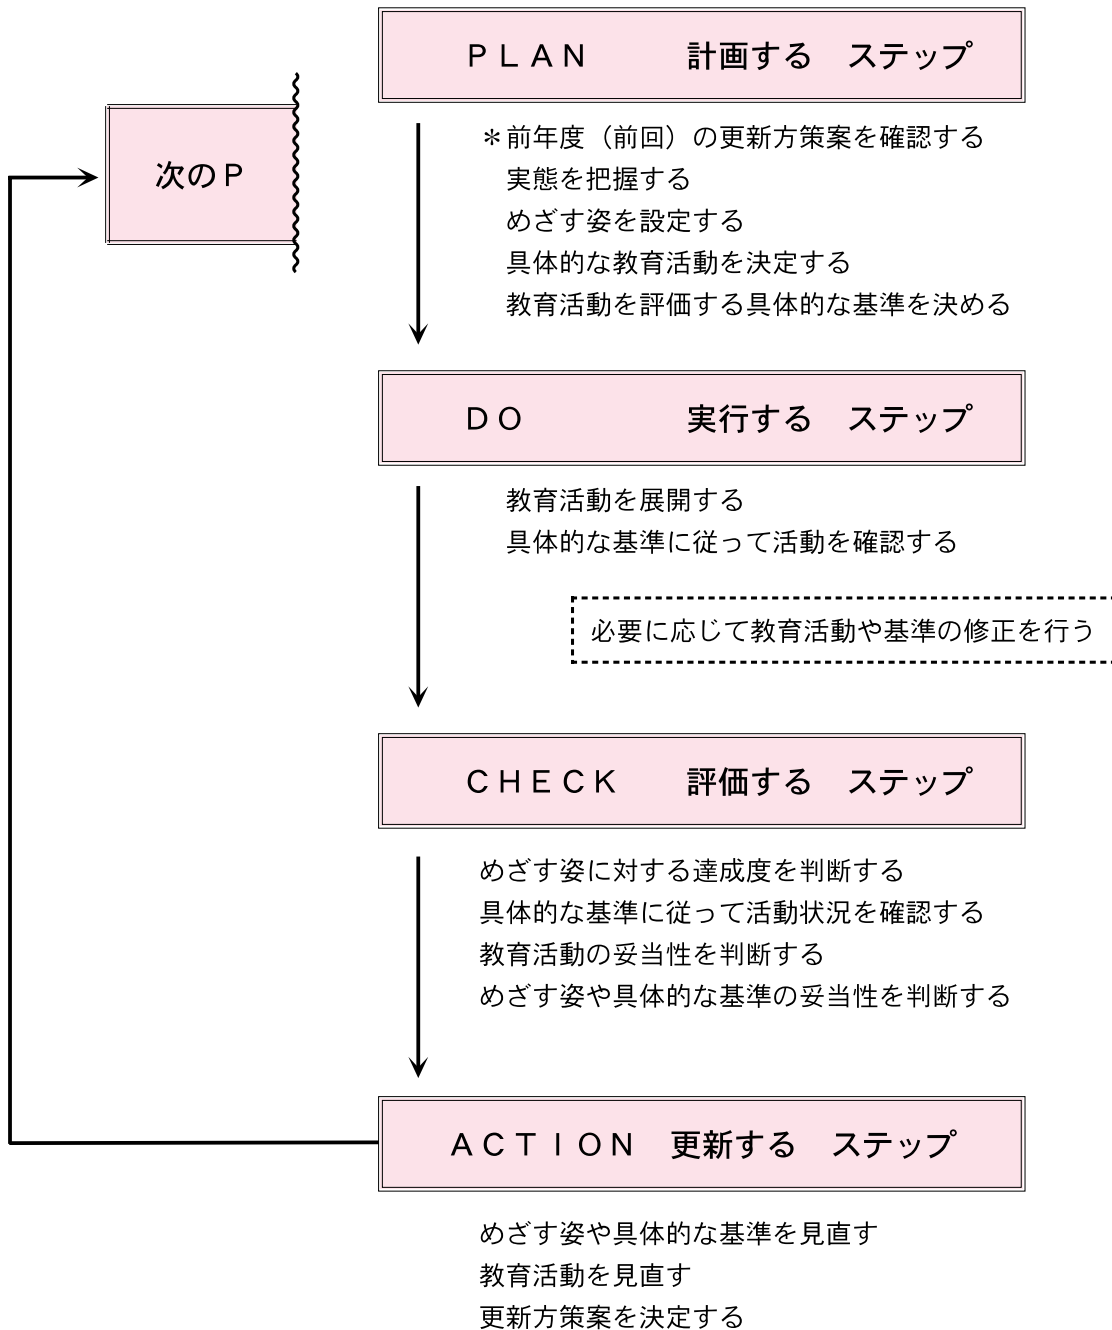 ＰＬＡＮ　　　計画する　ステップ
＊前年度（前回）の更新方策案を確認する
実態を把握する
めざす姿を設定する
具体的な教育活動を決定する
教育活動を評価する具体的な基準を決める
次のＰ
ＤＯ　　　　　実行する　ステップ
教育活動を展開する
具体的な基準に従って活動を確認する
必要に応じて教育活動や基準の修正を行う
ＣＨＥＣＫ　　評価する　ステップ
めざす姿に対する達成度を判断する
具体的な基準に従って活動状況を確認する
教育活動の妥当性を判断する
めざす姿や具体的な基準の妥当性を判断する
ＡＣＴＩＯＮ　更新する　ステップ
めざす姿や具体的な基準を見直す
教育活動を見直す
更新方策案を決定する